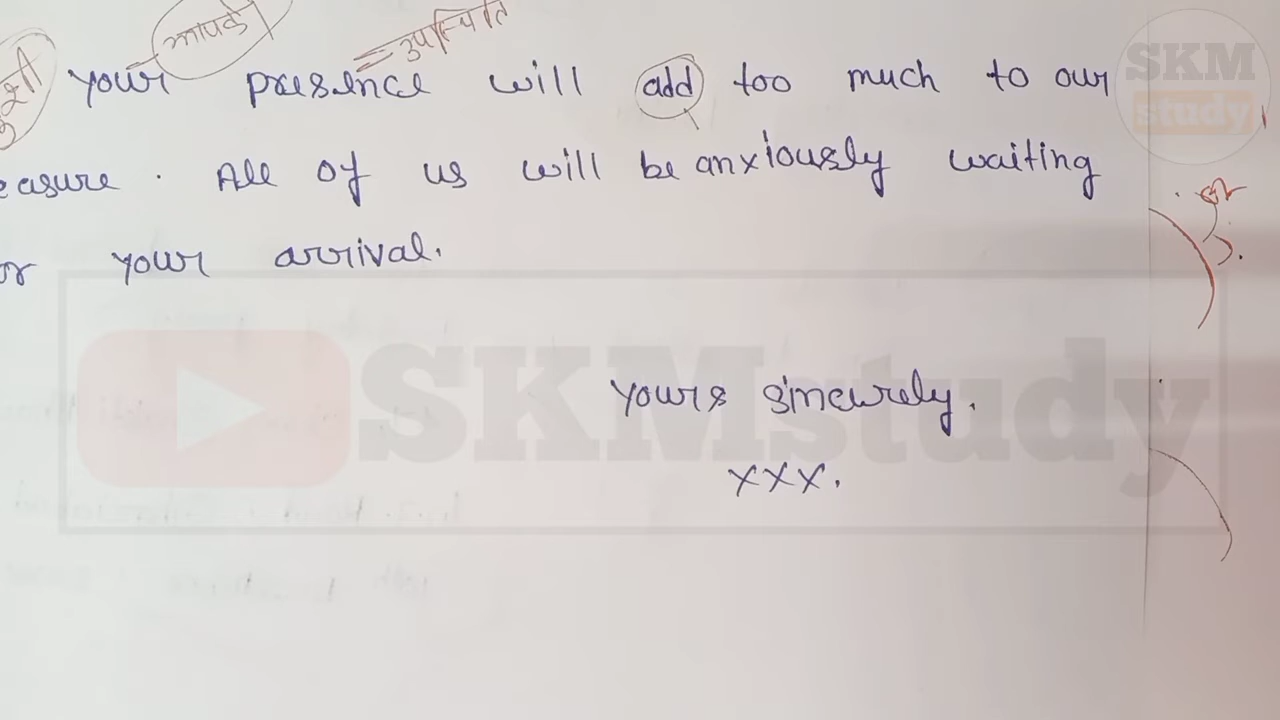 आपके
= उपस्थिति
your presence will add too much to our
easure. All of us will be anxiously waiting
or your arrival.
Yours sincerely.
XXX.
SKM
study
SKMstudy